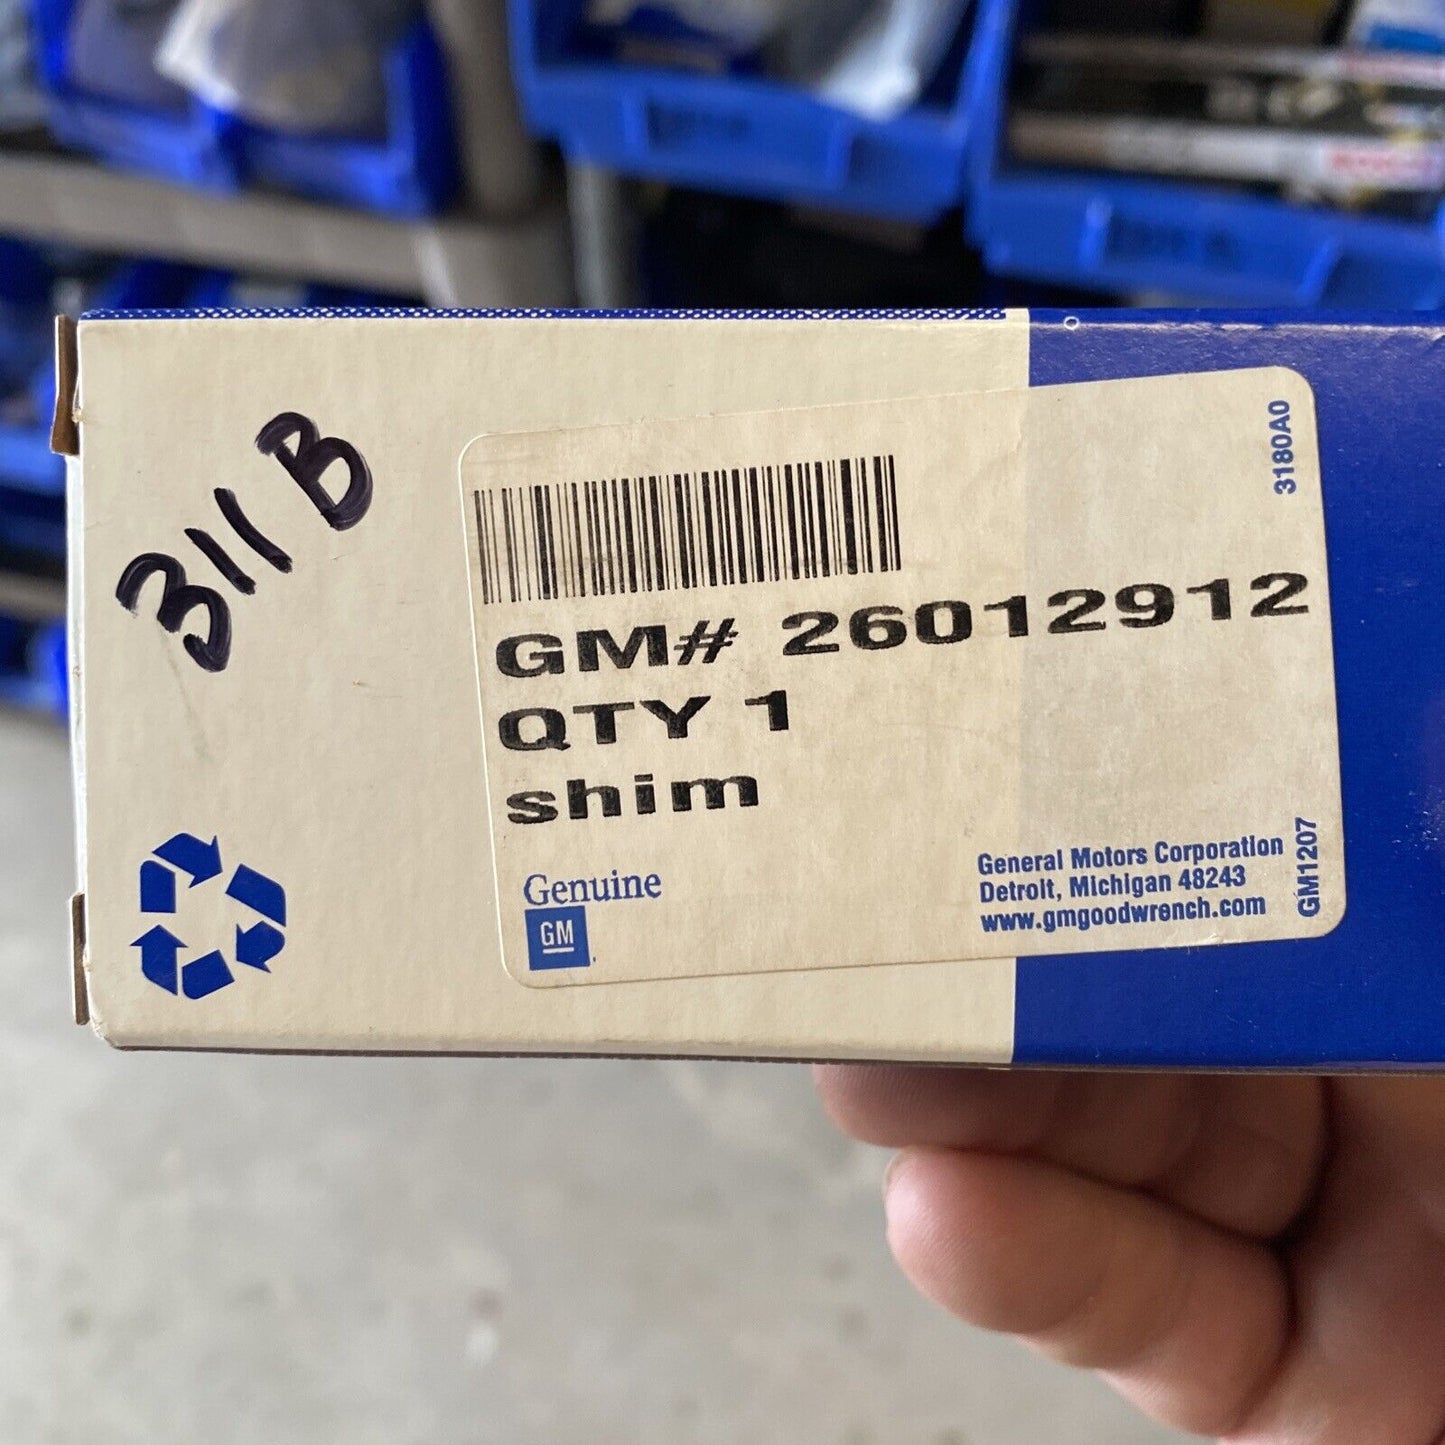 311B
3180A0
GM# 26012912
QTY 1
shim
Genuine
GM
General Motors Corporation
Detroit, Michigan 48243
www.gmgoodwrench.com
GM1207